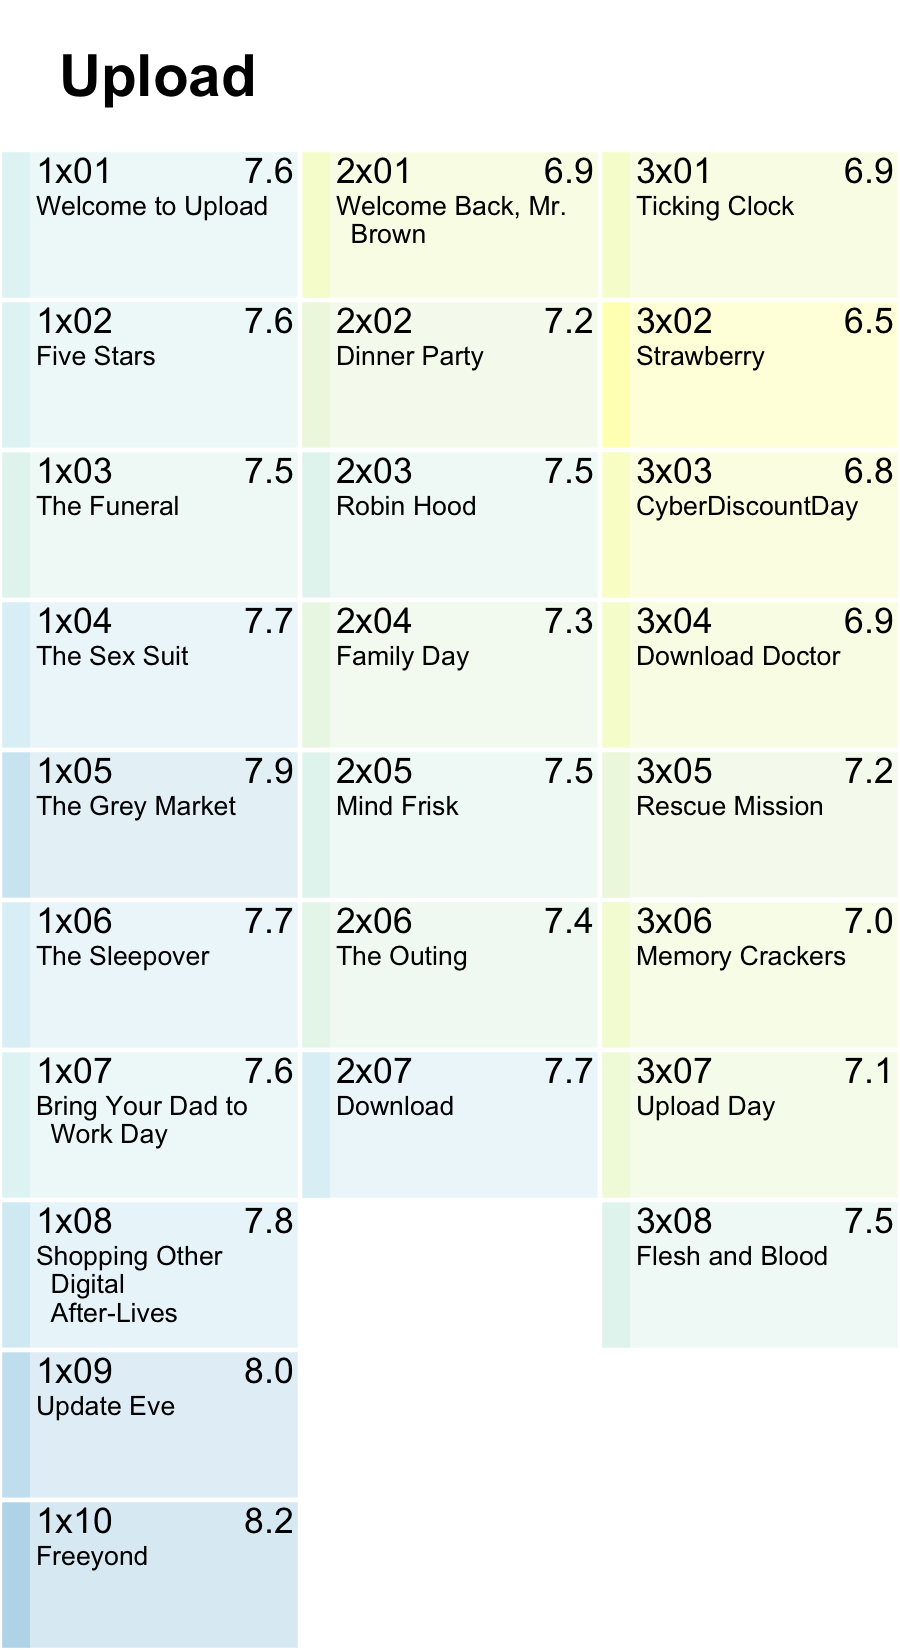 Upload
1x01 7.6
Welcome to Upload
1x02 7.6
Five Stars
1x03 7.5
The Funeral
1x04 7.7
The Sex Suit
1x05 7.9
The Grey Market
1x06 7.7
The Sleepover
1x07 7.6
Bring Your Dad to
Work Day
1x08 7.8
Shopping Other
Digital
After-Lives
1x09 8.0
Update Eve
1x10 8.2
Freeyond
2x01 6.9
Welcome Back, Mr.
Brown
2x02 7.2
Dinner Party
2x03 7.5
Robin Hood
2x04 7.3
Family Day
2x05 7.5
Mind Frisk
2x06 7.4
The Outing
2x07 7.7
Download
3x01 6.9
Ticking Clock
3x02 6.5
Strawberry
3x03 6.8
CyberDiscountDay
3x04 6.9
Download Doctor
3x05 7.2
Rescue Mission
3x06 7.0
Memory Crackers
3x07 7.1
Upload Day
3x08 7.5
Flesh and Blood